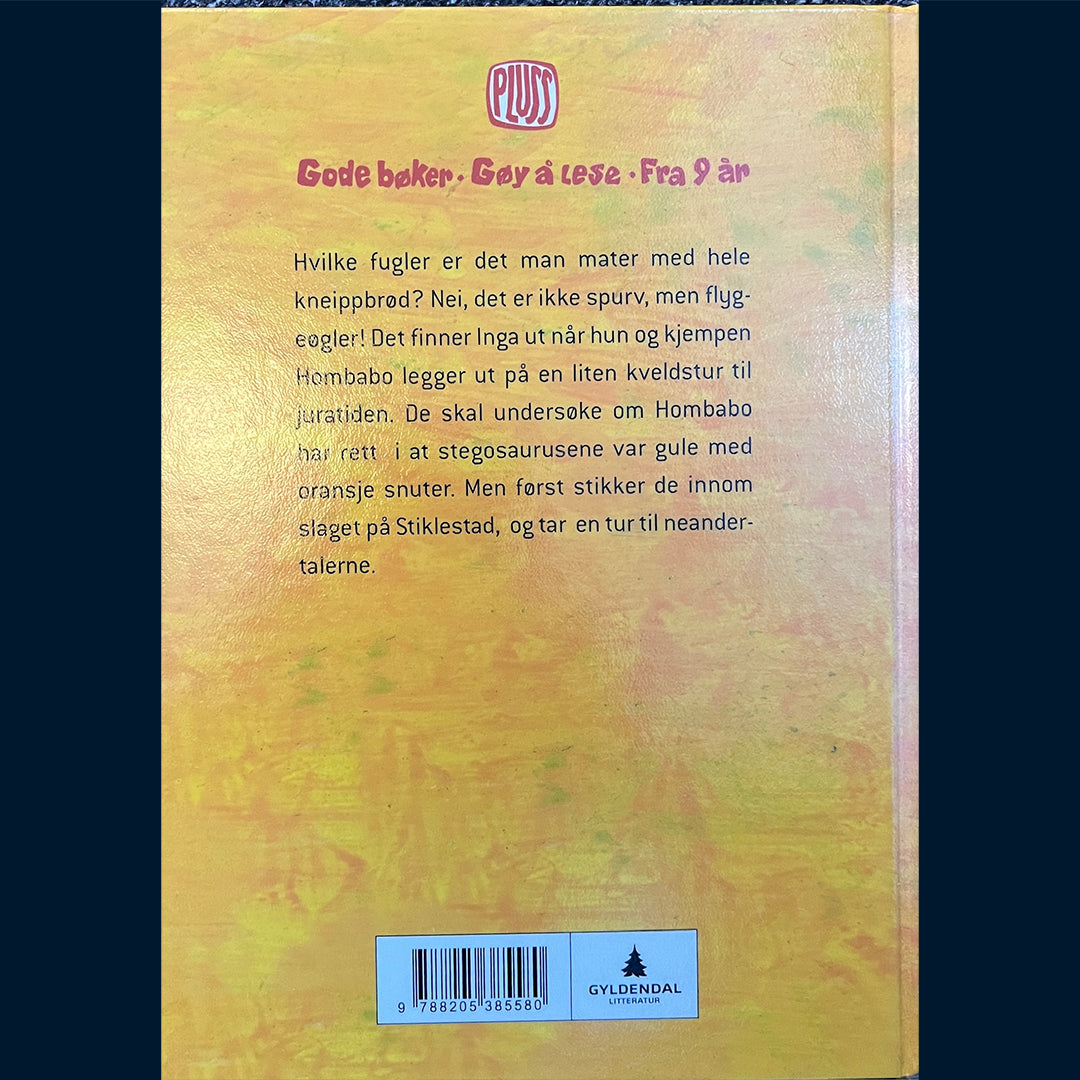 PLUSS
Gode bøker · Gøy å lese · Fra 9 år
Hvilke fugler er det man mater med hele
kneippbrød? Nei, det er ikke spurv, men flyg-
eøgler! Det finner Inga ut når hun og kjempen
Hombabo legger ut på en liten kveldstur til
juratiden. De skal undersøke om Hombabo
har rett i at stegosaurusene var gule med
oransje snuter. Men først stikker de innom
slaget på Stiklestad, og tar en tur til neander-
talerne.
9 788205 385580
GYLDENDAL
LITTERATUR